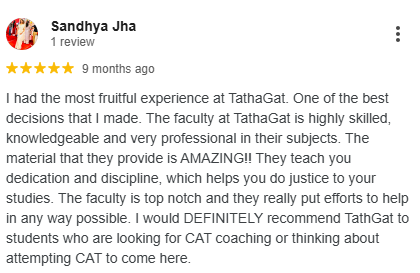 Sandhya Jha
1 review
9 months ago
I had the most fruitful experience at TathaGat. One of the best
decisions that I made. The faculty at TathaGat is highly skilled,
knowledgeable and very professional in their subjects. The
material that they provide is AMAZING!! They teach you
dedication and discipline, which helps you do justice to your
studies. The faculty is top notch and they really put efforts to help
in any way possible. I would DEFINITELY recommend TathGat to
students who are looking for CAT coaching or thinking about
attempting CAT to come here.